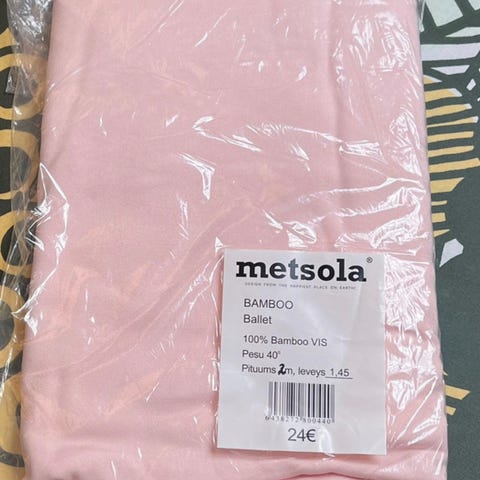 metsola®
DESIGN FROM THE HAPPIEST PLACE ON EARTH!
BAMBOO
Ballet
100% Bamboo VIS
Pesu 40°
Pituums 2m, leveys 1,45
6438212800440
24€